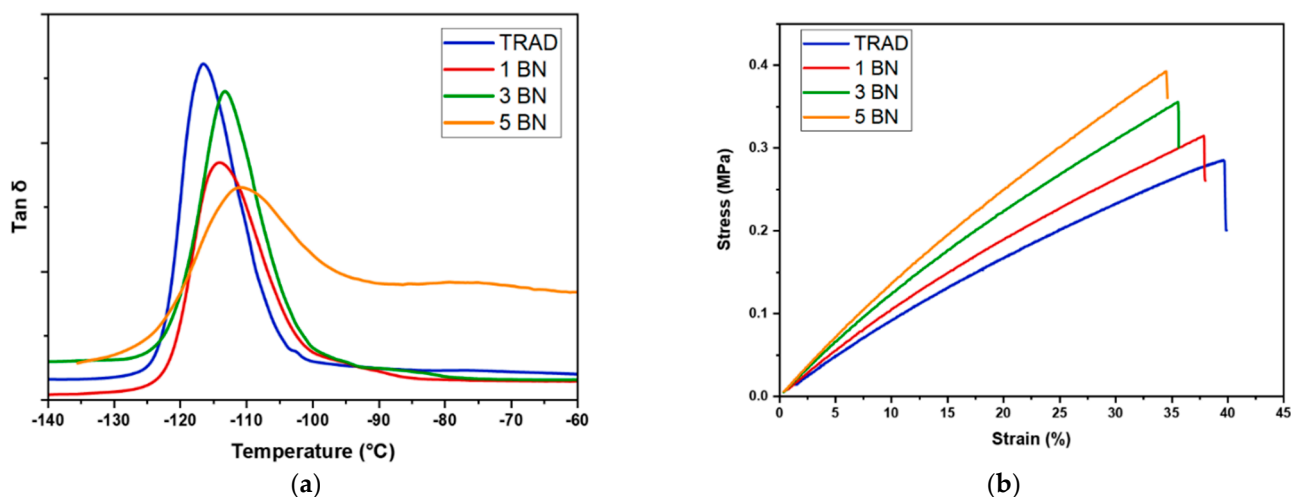 TRAD
1 BN
3 BN
5 BN
Tan δ
-140 -130 -120 -110 -100 -90 -80 -70 -60
Temperature (°C)
(a)
TRAD
1 BN
3 BN
5 BN
0.4
0.3
0.2
0.1
0.0
Stress (MPa)
0 5 10 15 20 25 30 35 40 45
Strain (%)
(b)